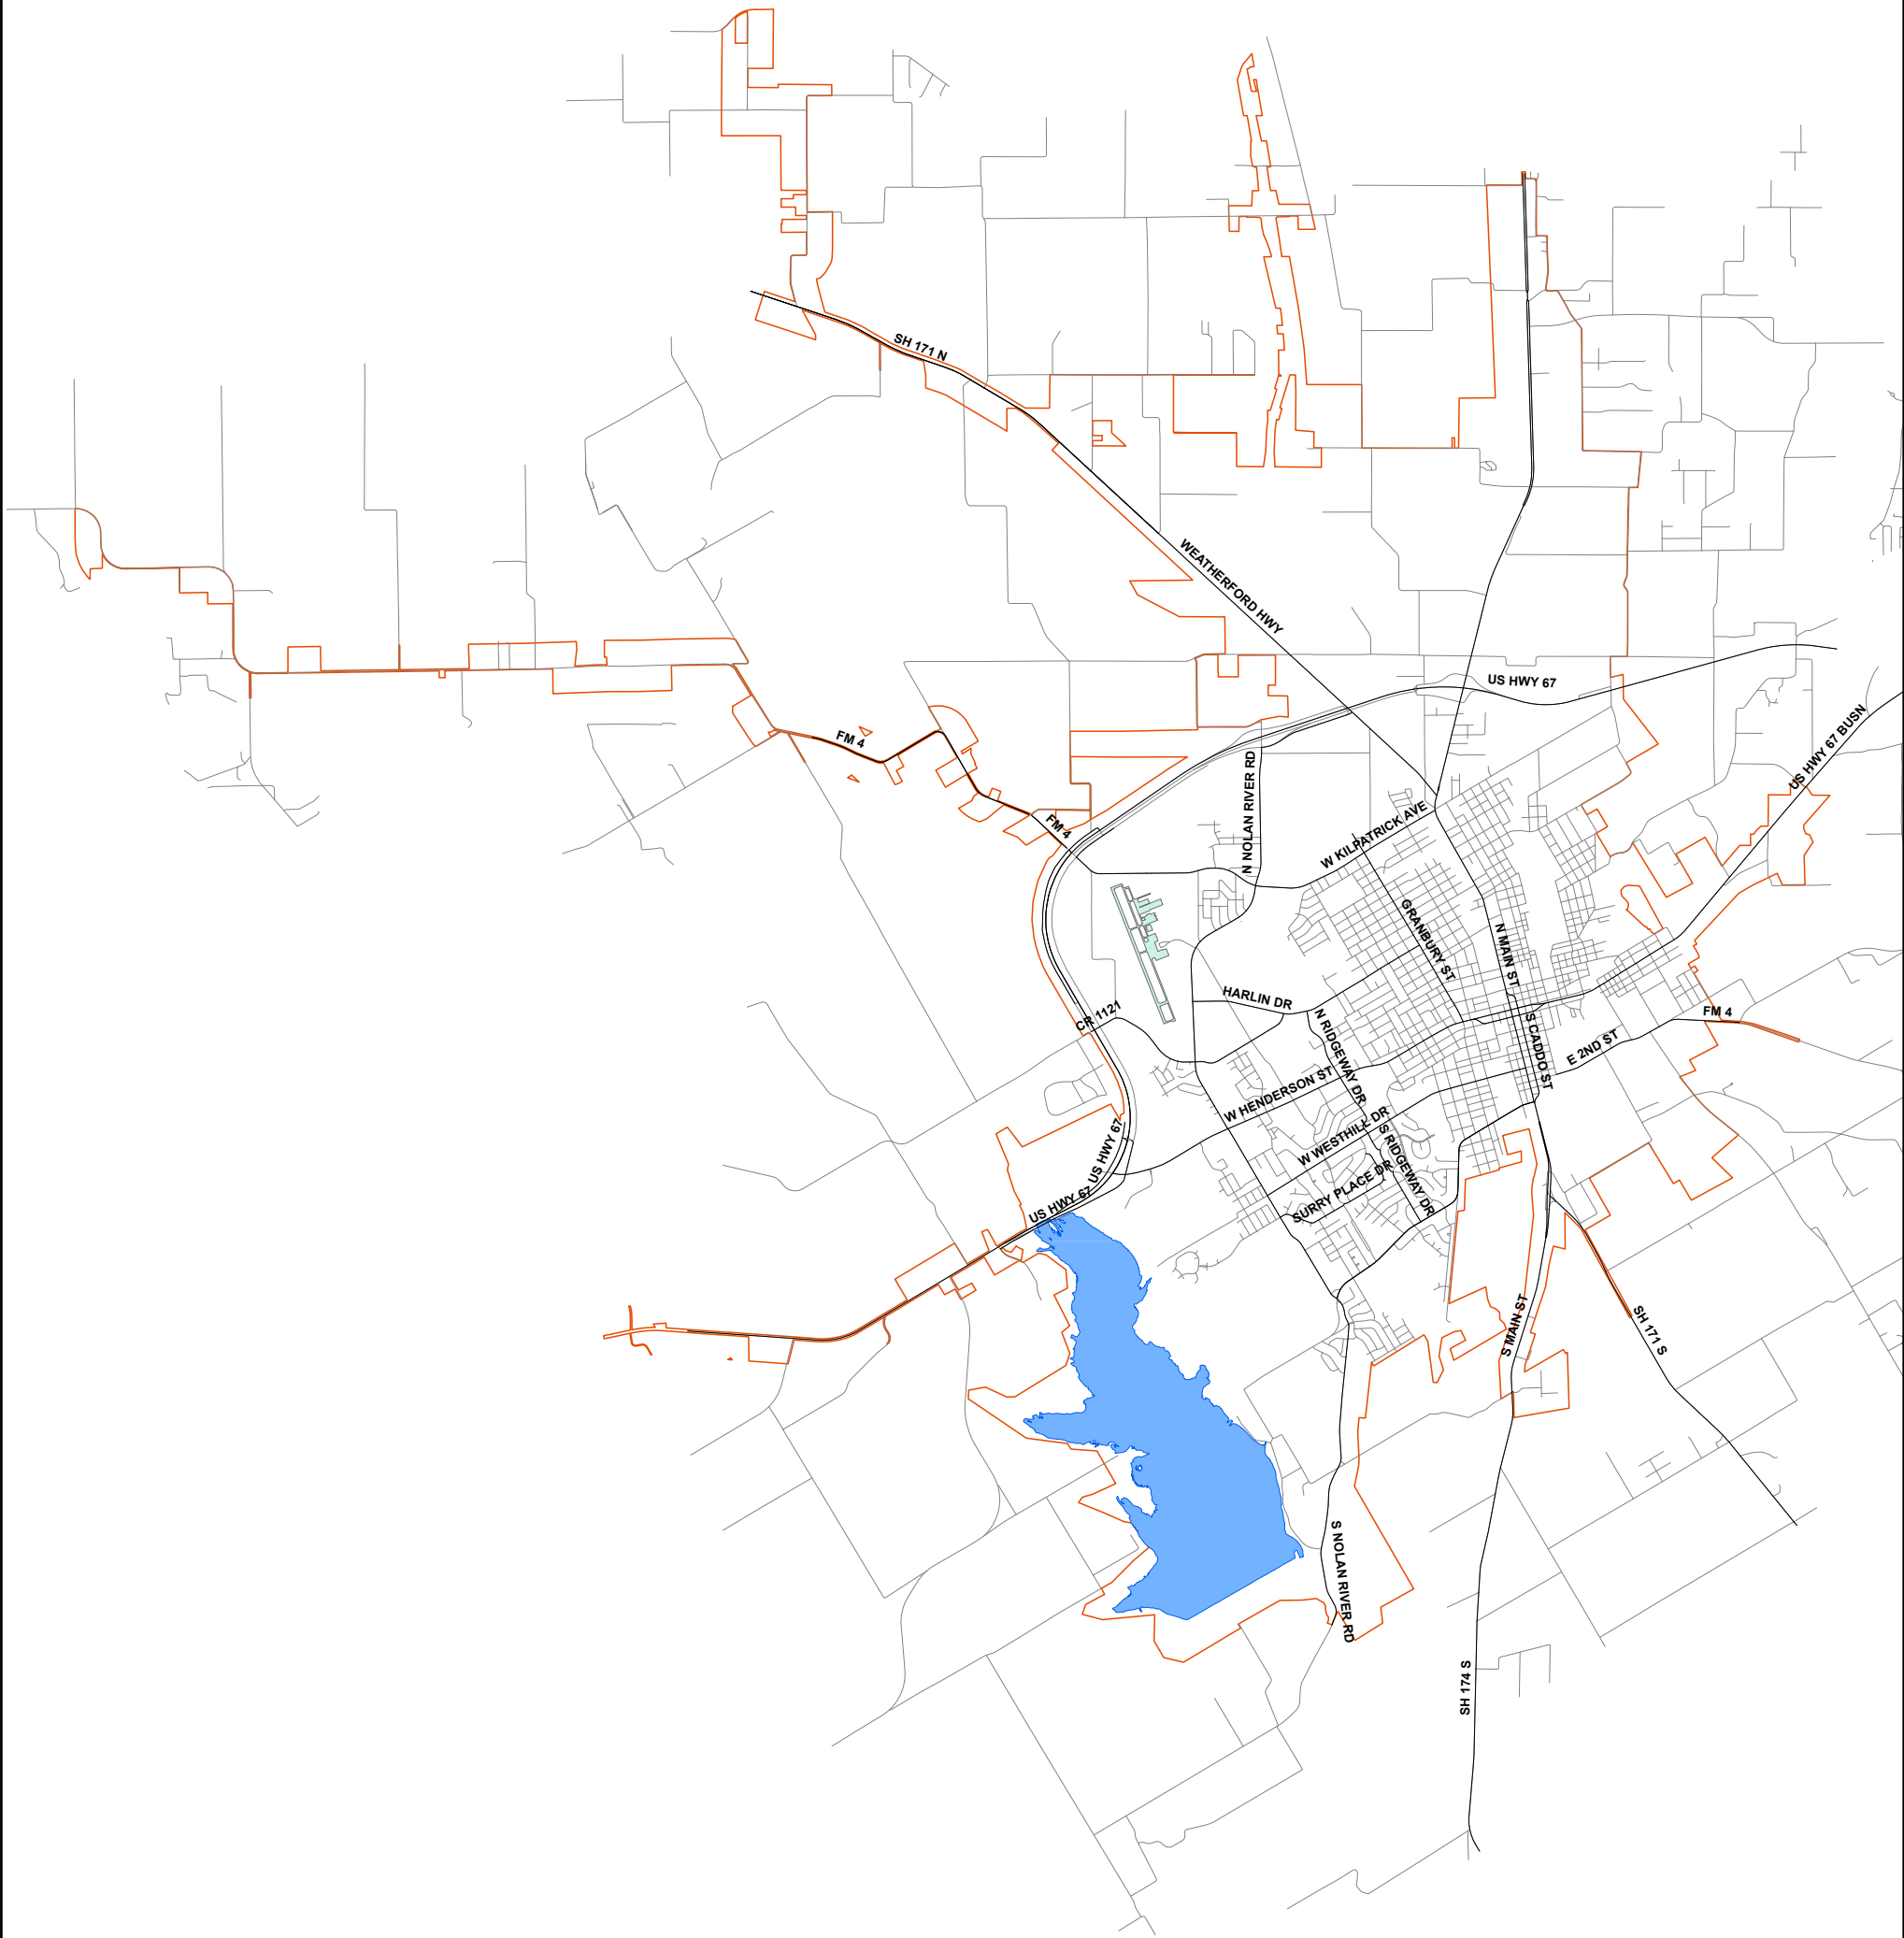 SH 171 N
WEATHERFORD HWY
US HWY 67
US HWY 67 BUSN
FM 4
FM 4
N NOLAN RIVER RD
W KILPATRICK AVE
GRANBURY ST
N MAIN ST
HARLIN DR
CR 1121
N RIDGEWAY DR
S CADDO ST
FM 4
E 2ND ST
W HENDERSON ST
W WESTHILL DR
S RIDGEWAY DR
US HWY 67
SURRY PLACE DR
US HWY 67
S MAIN ST
SH 171 S
S NOLAN RIVER RD
SH 174 S